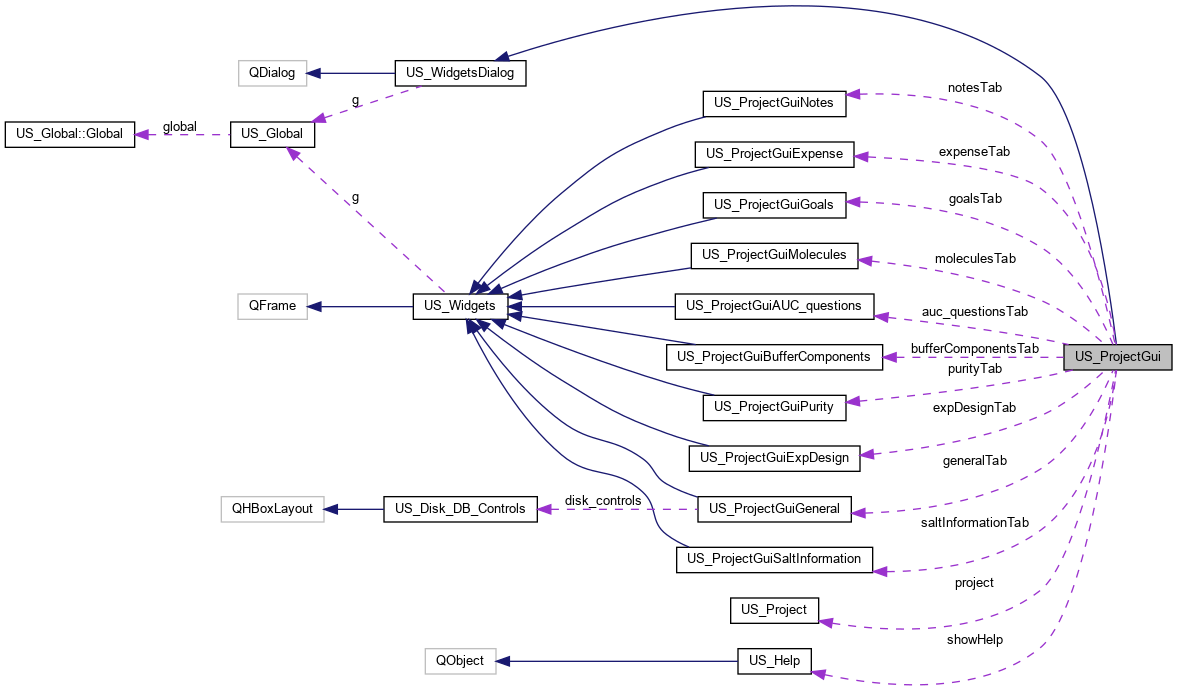 QDialog
US_WidgetsDialog
notesTab
g
US_ProjectGuiNotes
US_Global::Global
global
US_Global
US_ProjectGuiExpense
expenseTab
g
US_ProjectGuiGoals
goalsTab
US_ProjectGuiMolecules
moleculesTab
QFrame
US_Widgets
US_ProjectGuiAUC_questions
auc_questionsTab
US_ProjectGuiBufferComponents
bufferComponentsTab
US_ProjectGui
purityTab
US_ProjectGuiPurity
expDesignTab
US_ProjectGuiExpDesign
generalTab
QHBoxLayout
US_Disk_DB_Controls
disk_controls
US_ProjectGuiGeneral
saltInformationTab
US_ProjectGuiSaltInformation
project
US_Project
showHelp
QObject
US_Help